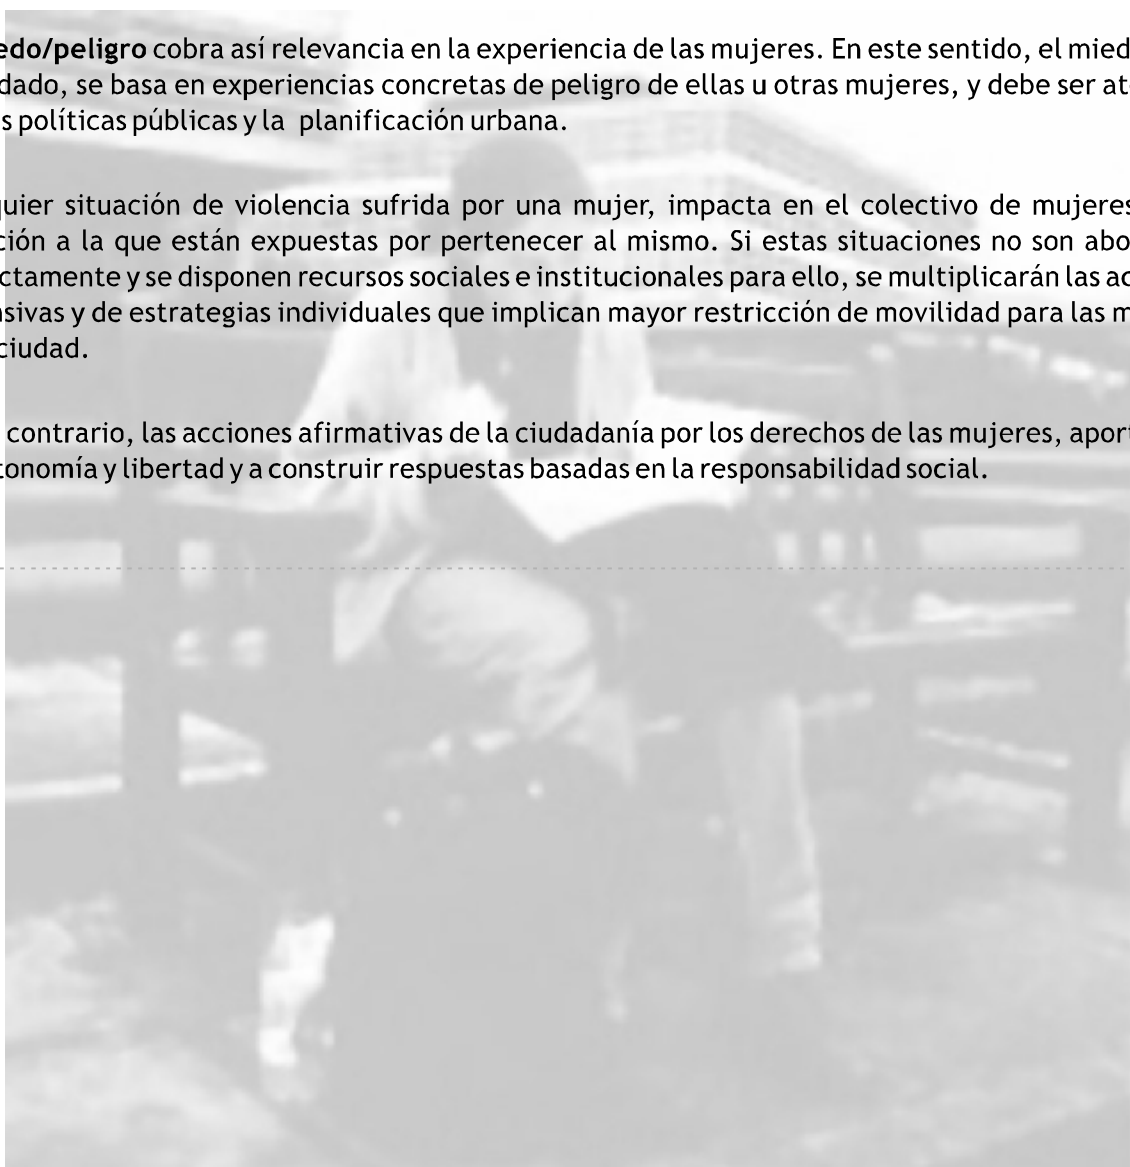 edo/peligro cobra así relevancia en la experiencia de las mujeres. En este sentido, el mied
dado, se basa en experiencias concretas de peligro de ellas u otras mujeres, y debe ser at
s políticas públicas y la planificación urbana.
quier situación de violencia sufrida por una mujer, impacta en el colectivo de mujeres
ción a la que están expuestas por pertenecer al mismo. Si estas situaciones no son abo
ctamente y se disponen recursos sociales e institucionales para ello, se multiplicarán las ac
nsivas y de estrategias individuales que implican mayor restricción de movilidad para las m
ciudad.
contrario, las acciones afirmativas de la ciudadanía por los derechos de las mujeres, aport
tonomía y libertad y a construir respuestas basadas en la responsabilidad social.